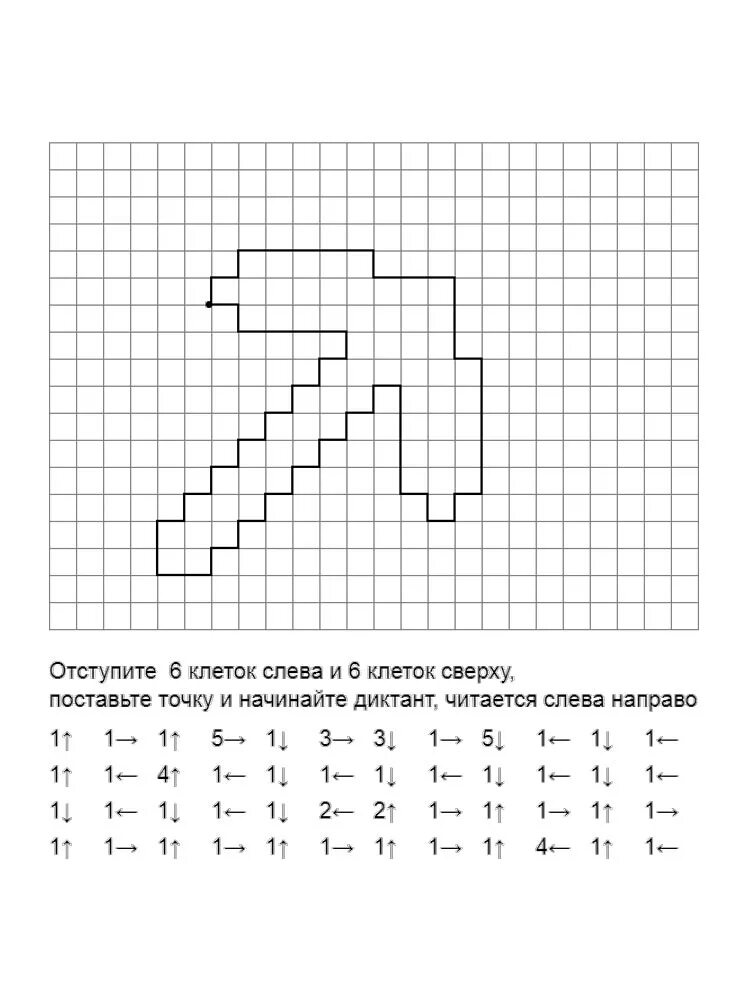 Отступите 6 клеток слева и 6 клеток сверху,
поставьте точку и начинайте диктант, читается слева направо
1↑ 1→ 1↑ 5→ 1↓ 3→ 3↓ 1→ 5↓ 1← 1↓ 1←
1↑ 1← 4↑ 1← 1↓ 1← 1↓ 1← 1↓ 1← 1↓ 1←
1↓ 1← 1↓ 1← 1↓ 2← 2↑ 1→ 1↑ 1→ 1↑ 1→
1↑ 1→ 1↑ 1→ 1↑ 1→ 1↑ 1→ 1↑ 4← 1↑ 1←